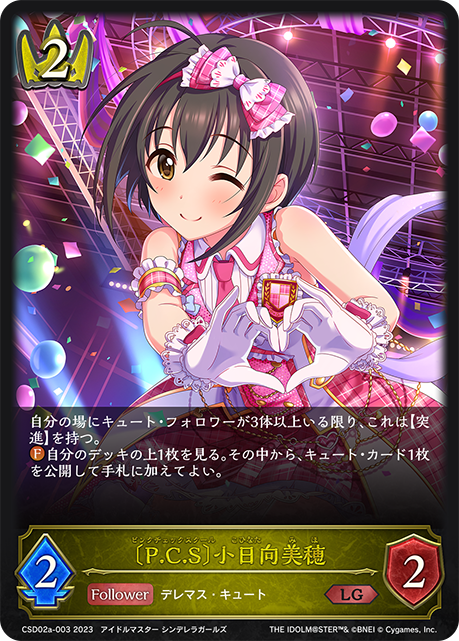 2
自分の場にキュート・フォロワーが3体以上いる限り、これは【突
進】を持つ。
F 自分のデッキの上1枚を見る。その中から、キュート・カード1枚
を公開して手札に加えてよい。
ピンクチェックスクール こひなた みほ
〔P.C.S〕小日向美穂
2 Follower デレマス・キュート LG 2
CSD02a-003 2023 アイドルマスター シンデレラガールズ THE IDOLM@STER™& ©BNEI © Cygames, Inc.